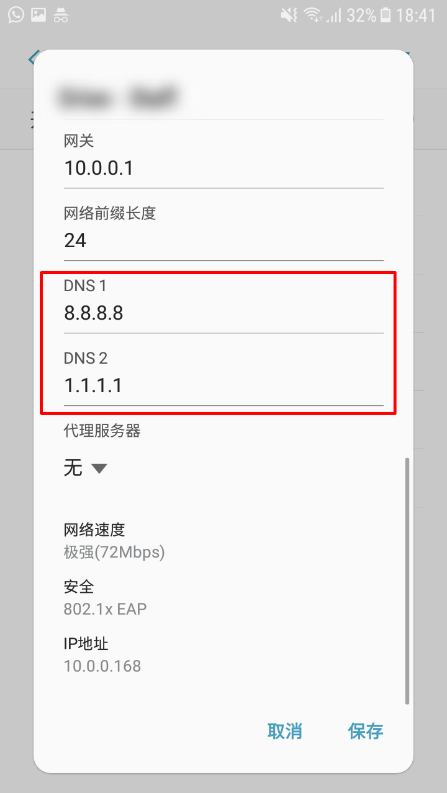 32% 18:41
网关
10.0.0.1
网络前缀长度
24
DNS 1
8.8.8.8
DNS 2
1.1.1.1
代理服务器
无
网络速度
极强(72Mbps)
安全
802.1x EAP
IP地址
10.0.0.168
取消 保存